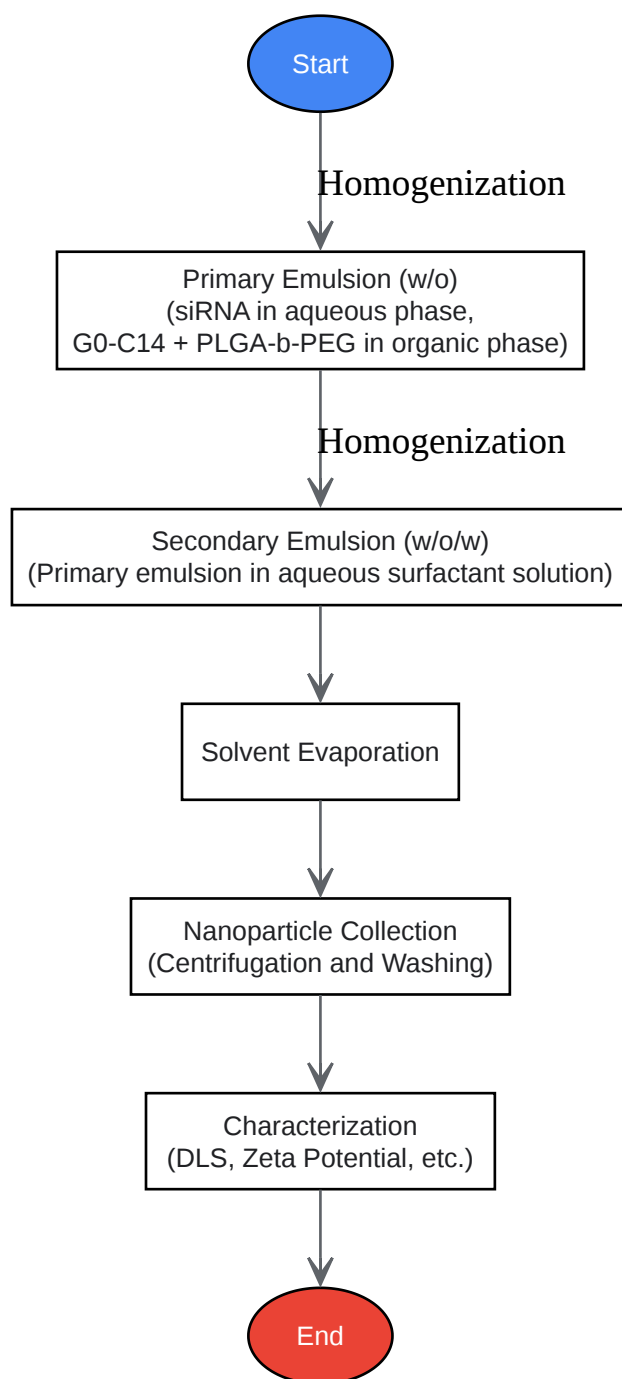 Start
Homogenization
Primary Emulsion (w/o)
(siRNA in aqueous phase,
G0-C14 + PLGA-b-PEG in organic phase)
Homogenization
Secondary Emulsion (w/o/w)
(Primary emulsion in aqueous surfactant solution)
Solvent Evaporation
Nanoparticle Collection
(Centrifugation and Washing)
Characterization
(DLS, Zeta Potential, etc.)
End